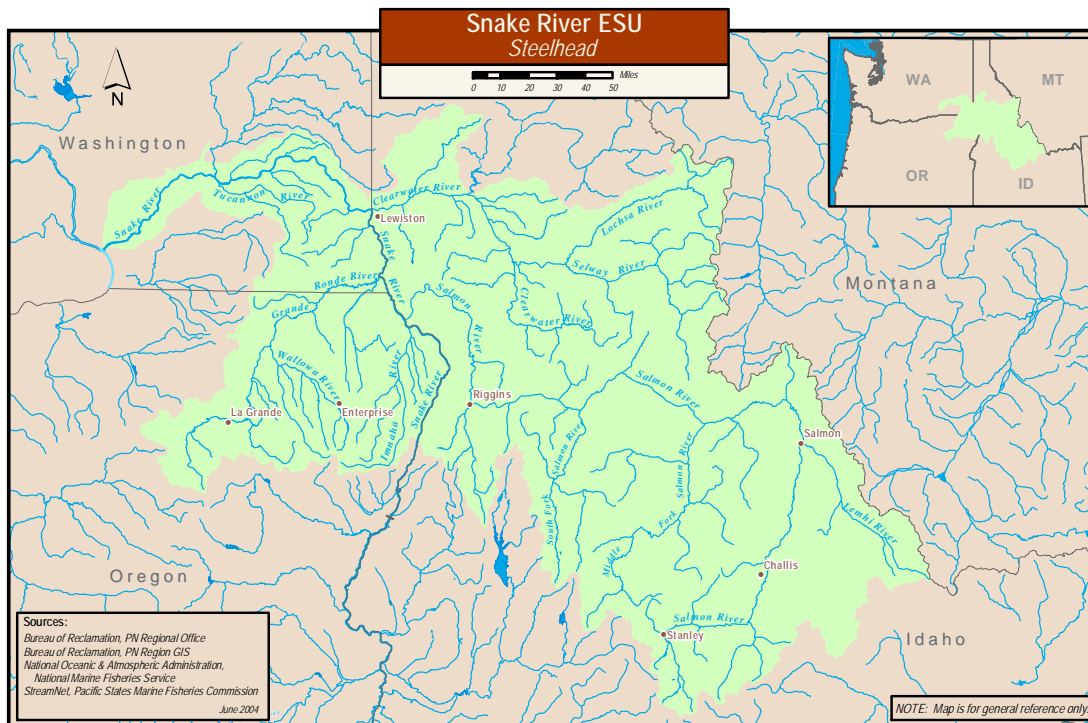 Snake River ESU
Steelhead
Miles
0 10 20 30 40 50
N
WA
MT
OR
ID
Washington
Montana
Oregon
Idaho
Snake River
Tucannon River
Clearwater River
Lewiston
Snake River
Lochsa River
Selway River
Grande Ronde River
Salmon River
Clearwater River
Wallowa River
Imnaha River
Snake River
La Grande
Enterprise
Riggins
Salmon River
Salmon
South Fork Salmon River
Middle Fork Salmon River
Lemhi River
Challis
Salmon River
Stanley
Sources:
Bureau of Reclamation, PN Regional Office
Bureau of Reclamation, PN Region GIS
National Oceanic & Atmospheric Administration,
National Marine Fisheries Service
StreamNet, Pacific States Marine Fisheries Commission
June 2004
NOTE: Map is for general reference only